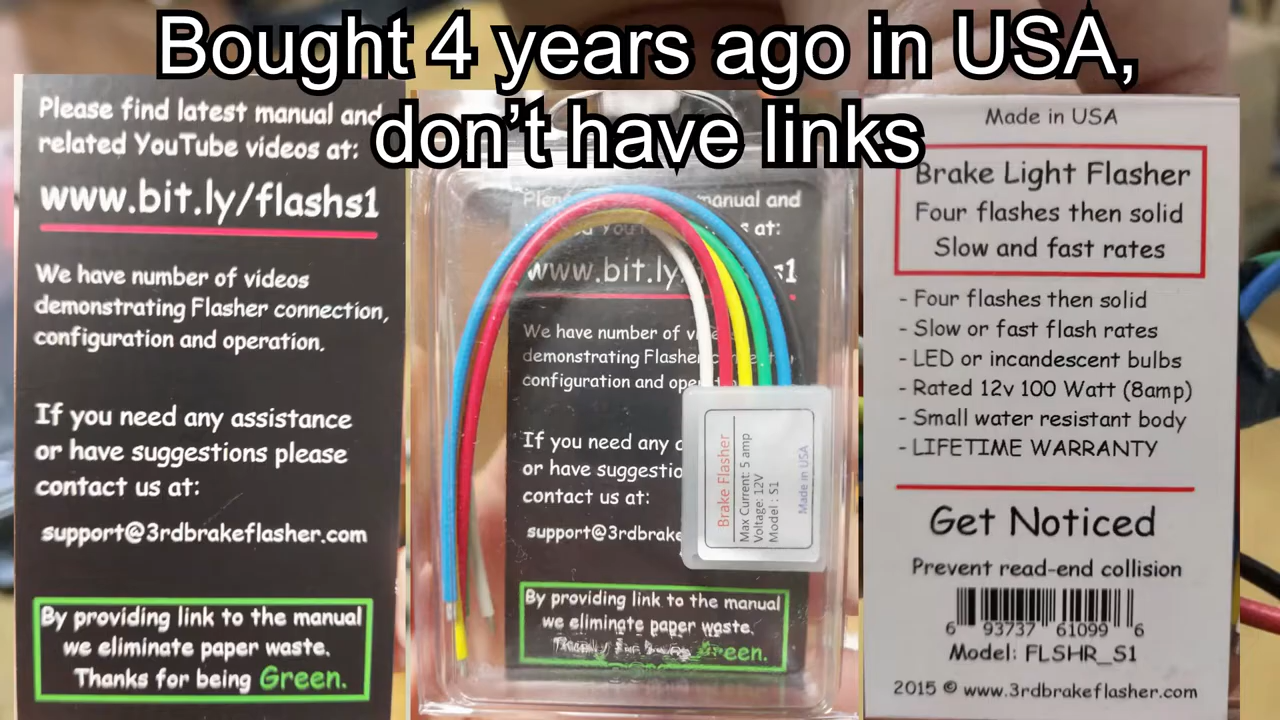 Bought 4 years ago in USA,
don't have links
Please find latest manual and
related YouTube videos at:
www.bit.ly/flashs1
We have number of videos
demonstrating Flasher connection,
configuration and operation.
If you need any assistance
or have suggestions please
contact us at:
support@3rdbrakeflasher.com
By providing link to the manual
we eliminate paper waste.
Thanks for being Green.
manual and
at:
www.bit.ly
s1
We have number of
demonstrating Flasher
configuration and
If you need any
or have
contact us at:
support@3rdbrake
By providing link to the manual
we eliminate paper waste.
Brake Flasher
Max Current: 5 amp
Voltage: 12V
Model : S1
Made in USA
Made in USA
Brake Light Flasher
Four flashes then solid
Slow and fast rates
- Four flashes then solid
- Slow or fast flash rates
- LED or incandescent bulbs
- Rated 12v 100 Watt (8amp)
- Small water resistant body
- LIFETIME WARRANTY
Get Noticed
Prevent read-end collision
6 93737 61099 6
Model: FLSHR_S1
2015 © www.3rdbrakeflasher.com